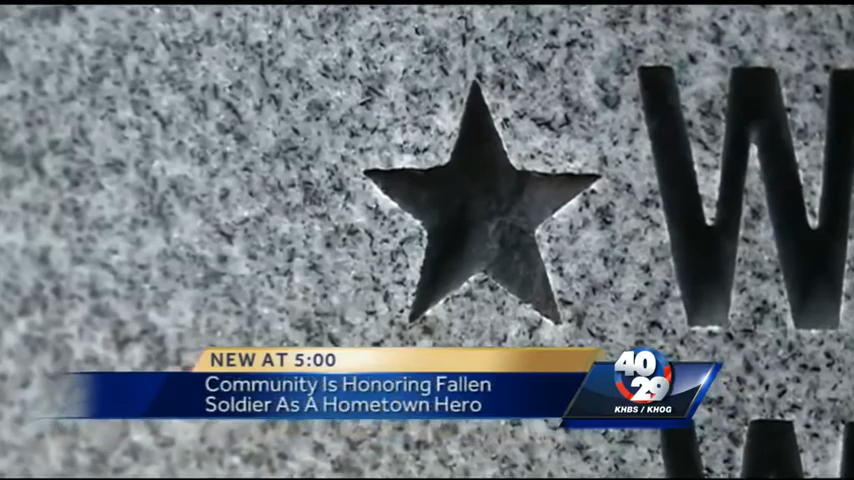 W
NEW AT 5:00
Community Is Honoring Fallen
Soldier As A Hometown Hero
40
29
KHBS / KHOG